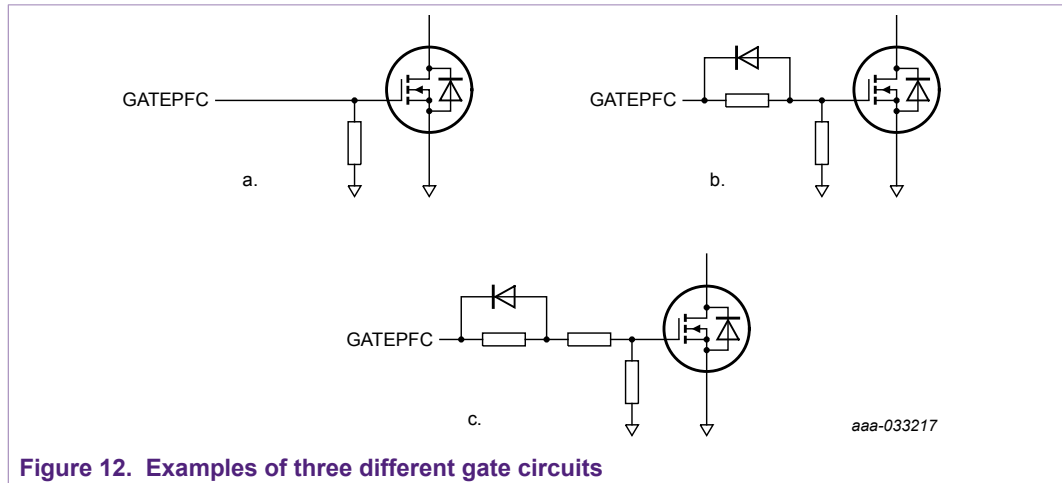 GATEPFC
a.
GATEPFC
b.
GATEPFC
c.
aaa-033217
Figure 12. Examples of three different gate circuits